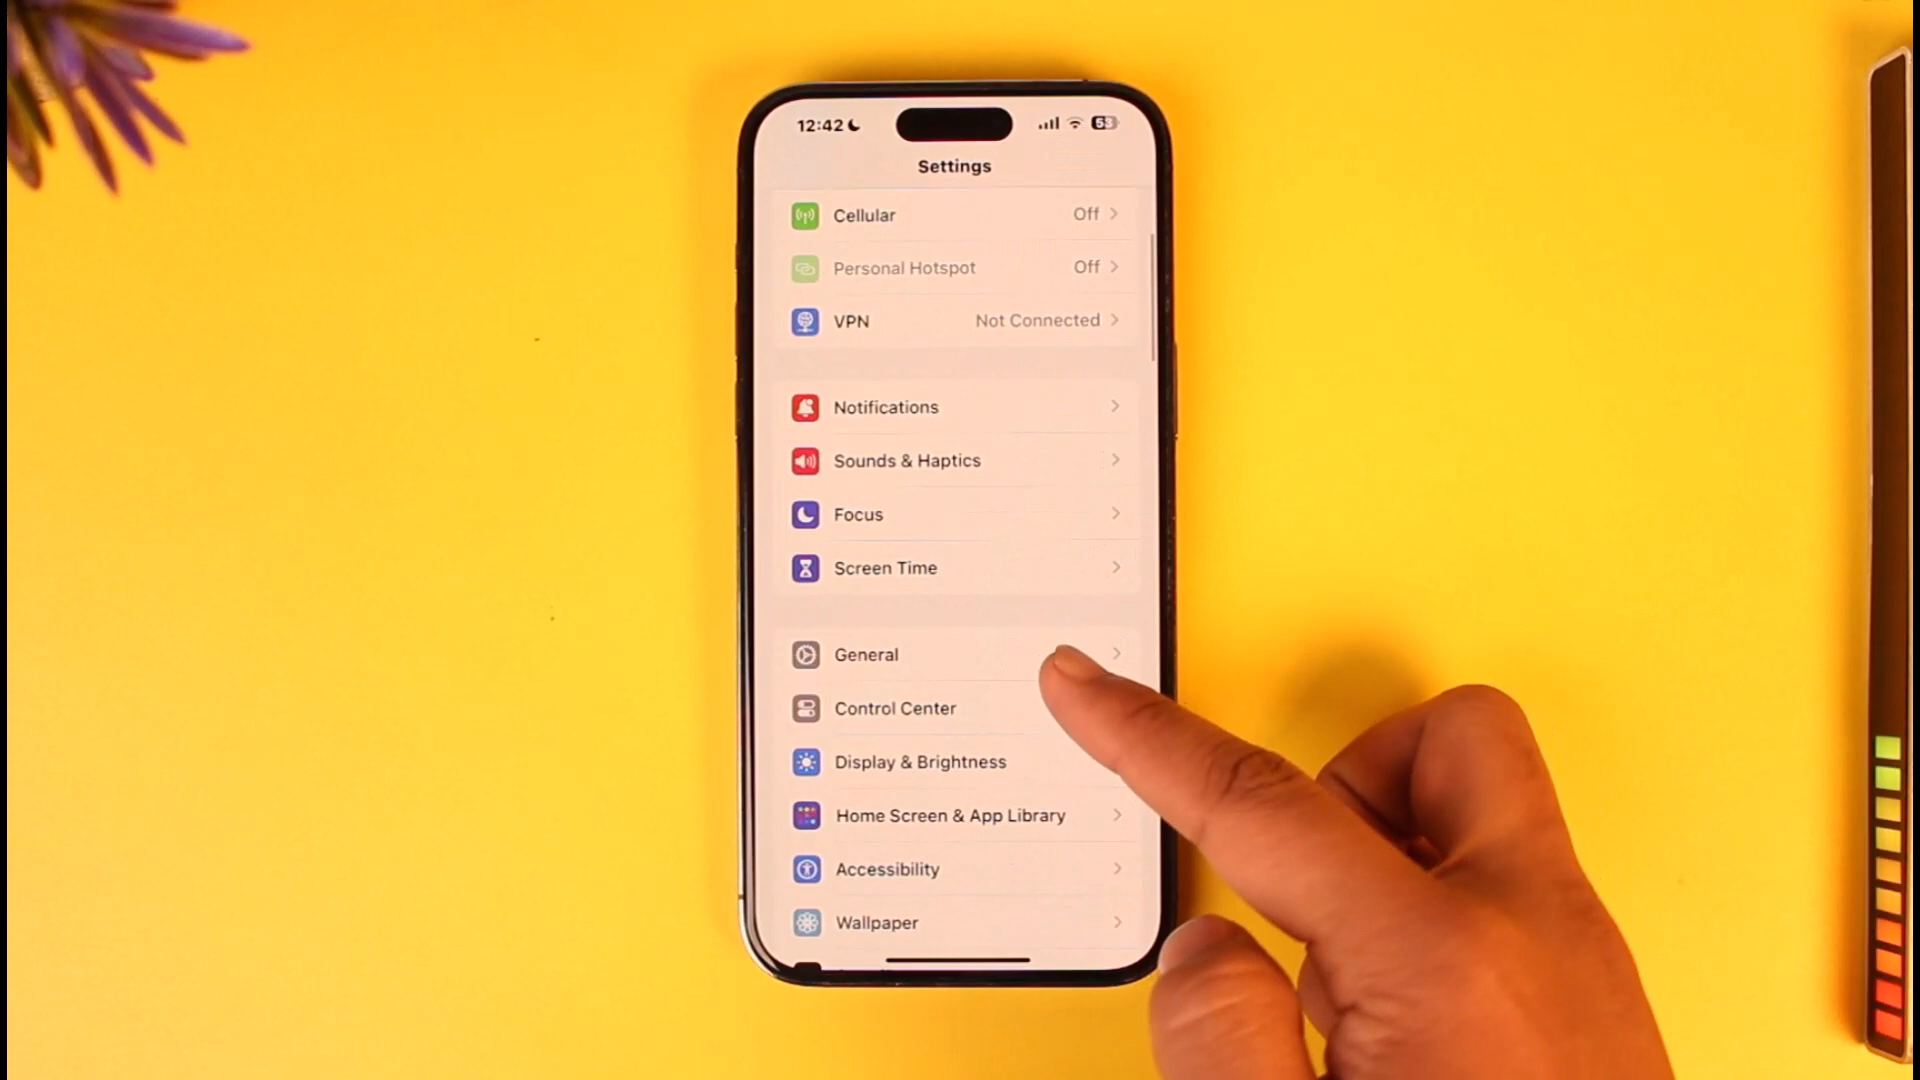 12:42 53
Settings
Cellular Off
Personal Hotspot Off
VPN Not Connected
Notifications
Sounds & Haptics
Focus
Screen Time
General
Control Center
Display & Brightness
Home Screen & App Library
Accessibility
Wallpaper